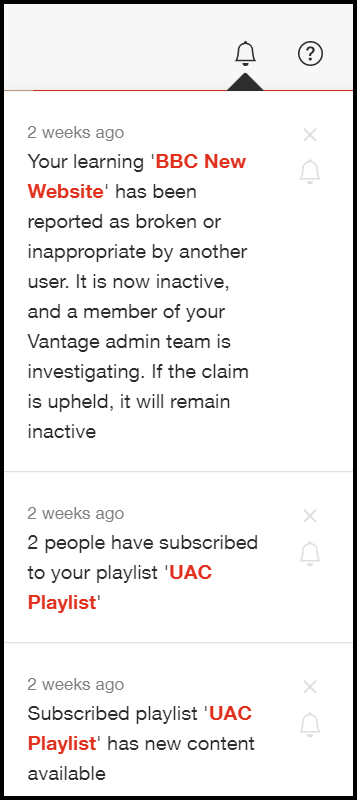 2 weeks ago
Your learning 'BBC New
Website' has been
reported as broken or
inappropriate by another
user. It is now inactive,
and a member of your
Vantage admin team is
investigating. If the claim
is upheld, it will remain
inactive
2 weeks ago
2 people have subscribed
to your playlist 'UAC
Playlist'
2 weeks ago
Subscribed playlist 'UAC
Playlist' has new content
available